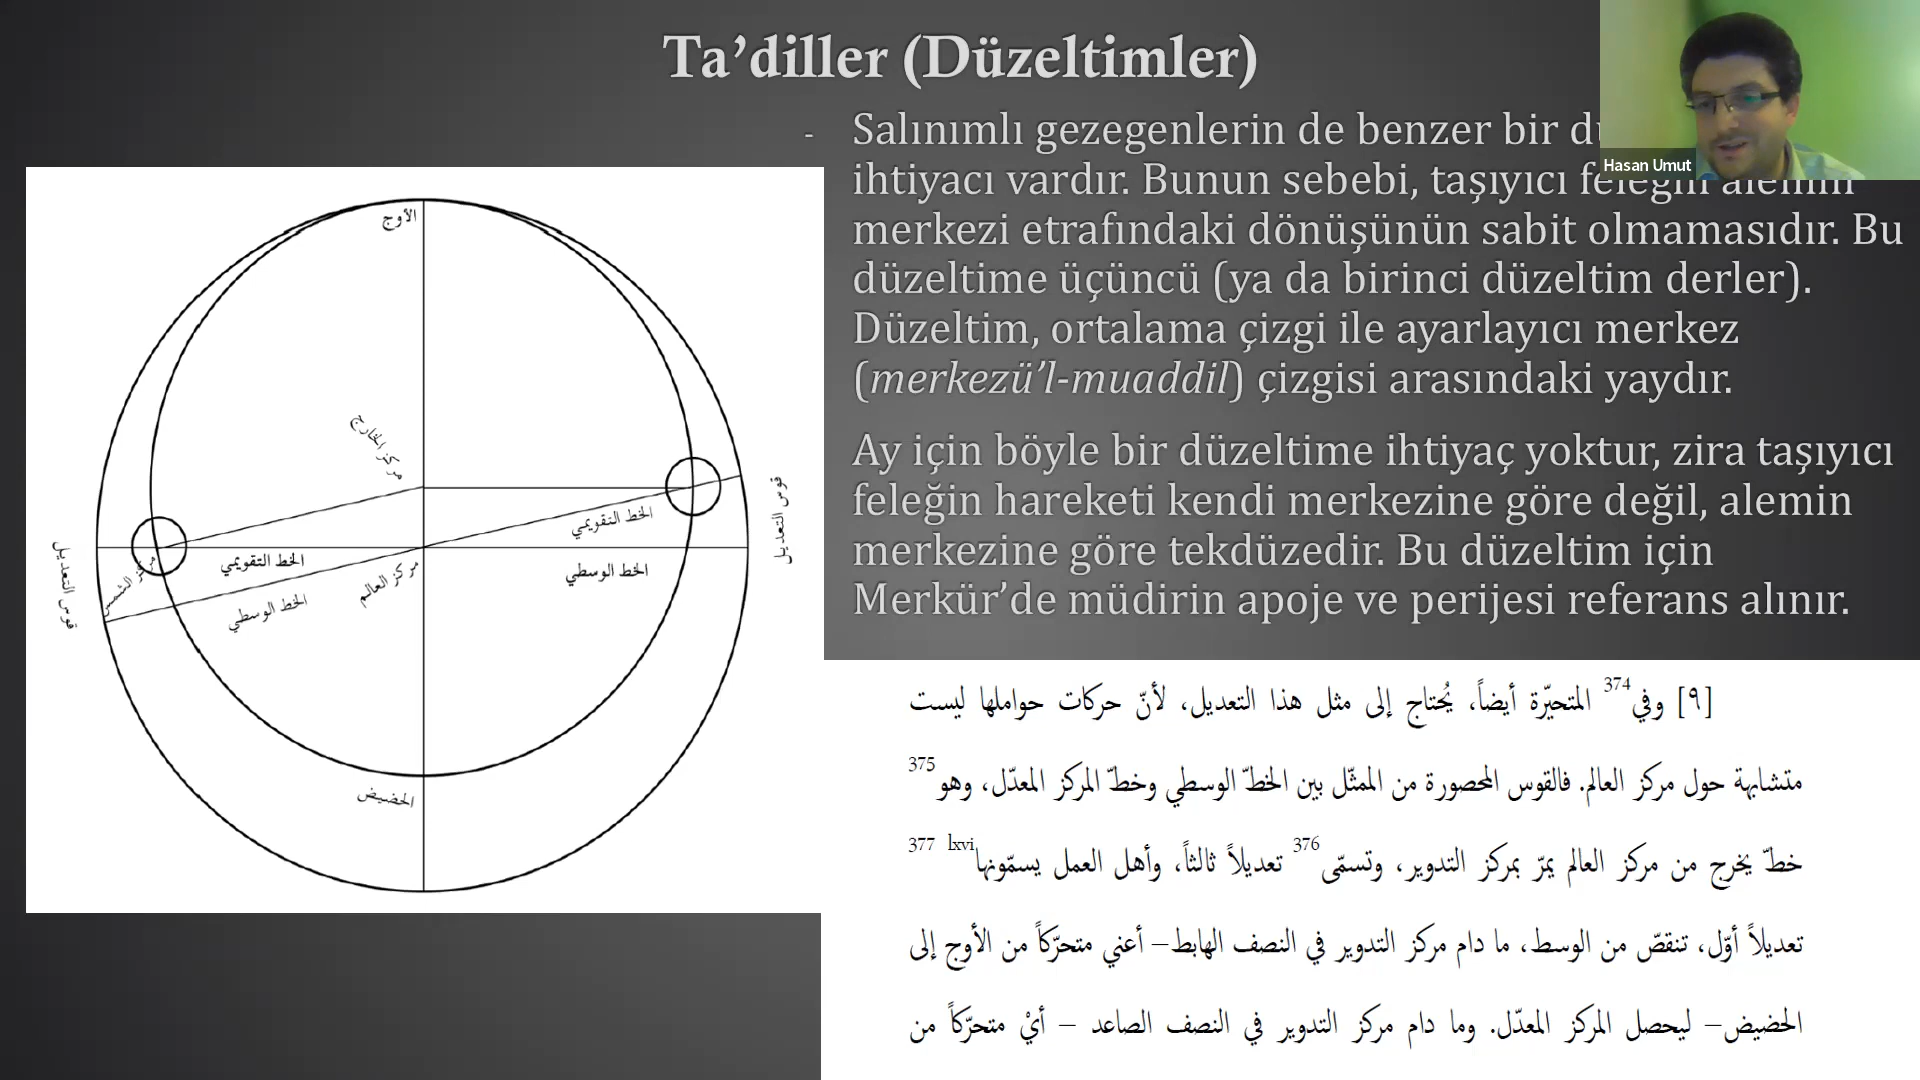 Ta’diller (Düzeltimler)
- Salınımlı gezegenlerin de benzer bir
Hasan Umut
ihtiyacı vardır. Bunun sebebi, taşıyıcı feleğin alemin
merkezi etrafındaki dönüşünün sabit olmamasıdır. Bu
düzeltime üçüncü (ya da birinci düzeltim derler).
Düzeltim, ortalama çizgi ile ayarlayıcı merkez
(merkezü’l-muaddil) çizgisi arasındaki yaydır.
Ay için böyle bir düzeltime ihtiyaç yoktur, zira taşıyıcı
feleğin hareketi kendi merkezine göre değil, alemin
merkezine göre tekdüzedir. Bu düzeltim için
Merkür’de müdirin apoje ve perijesi referans alınır.
الأوج
مركز الخارج
قوس التعديل
الخط التقويمي
الخط التقويمي
الخط الوسطي
مركز العالم
مركز الشمس
الخط الوسطي
قوس التعديل
الحضيض
[٩] وفي374 المتحيّرة أيضاً، يُحتاج إلى مثل هذا التعديل، لأنّ حركات حواملها ليست
متشابهة حول مركز العالم. فالقوس المحصورة من الممثّل بين الخطّ الوسطي وخطّ المركز المعدّل، وهو375
خطّ يخرج من مركز العالم يمرّ بمركز التدوير، وتسمّى376 تعديلاً ثالثاً، وأهل العمل يسمّونهاlxvi 377
تعديلاً أوّل، تنقصّ من الوسط، ما دام مركز التدوير في النصف الهابط– أعني متحرّكاً من الأوج إلى
الحضيض– ليحصل المركز المعدّل. وما دام مركز التدوير في النصف الصاعد – أيْ متحرّكاً من